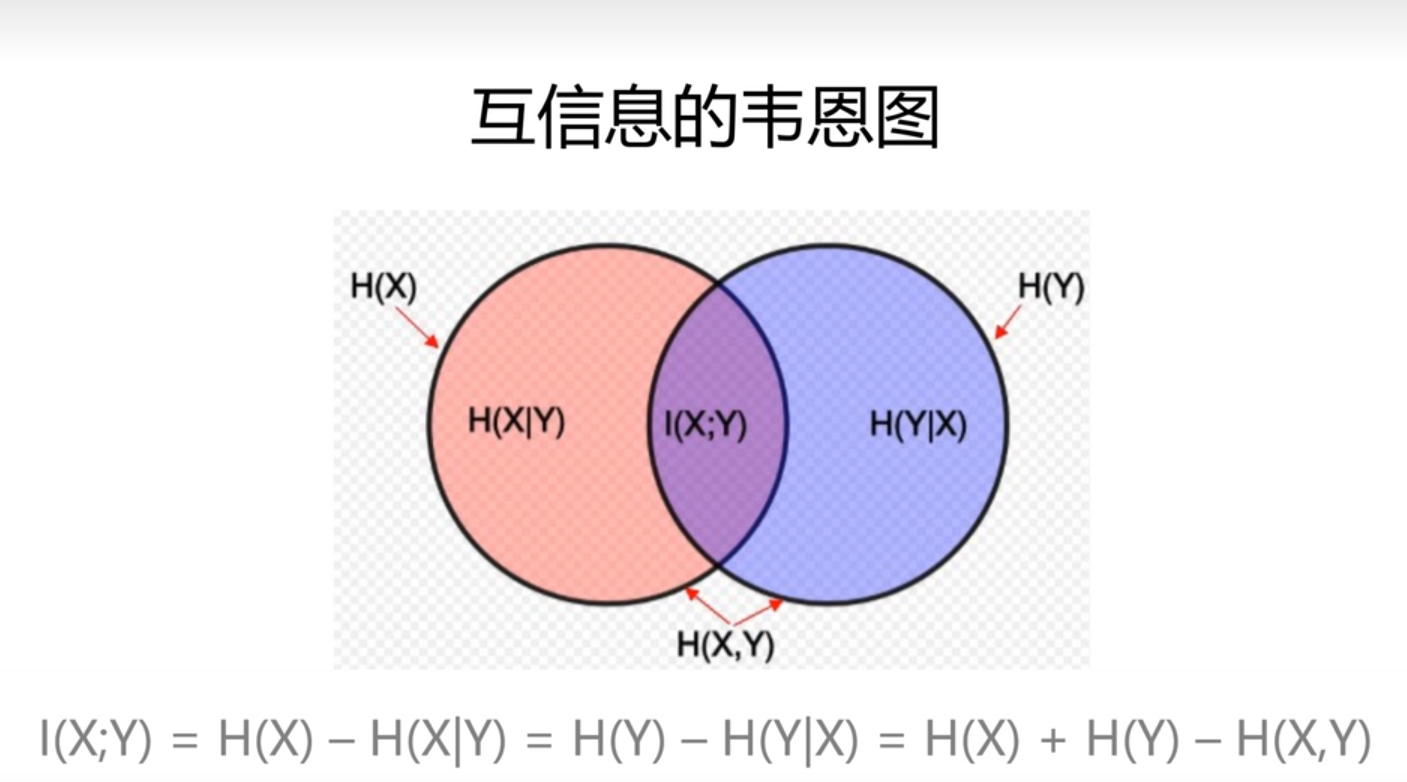 互信息的韦恩图
H(X)
H(Y)
H(X|Y)
I(X;Y)
H(Y|X)
H(X,Y)
I(X;Y) = H(X) – H(X|Y) = H(Y) – H(Y|X) = H(X) + H(Y) – H(X,Y)